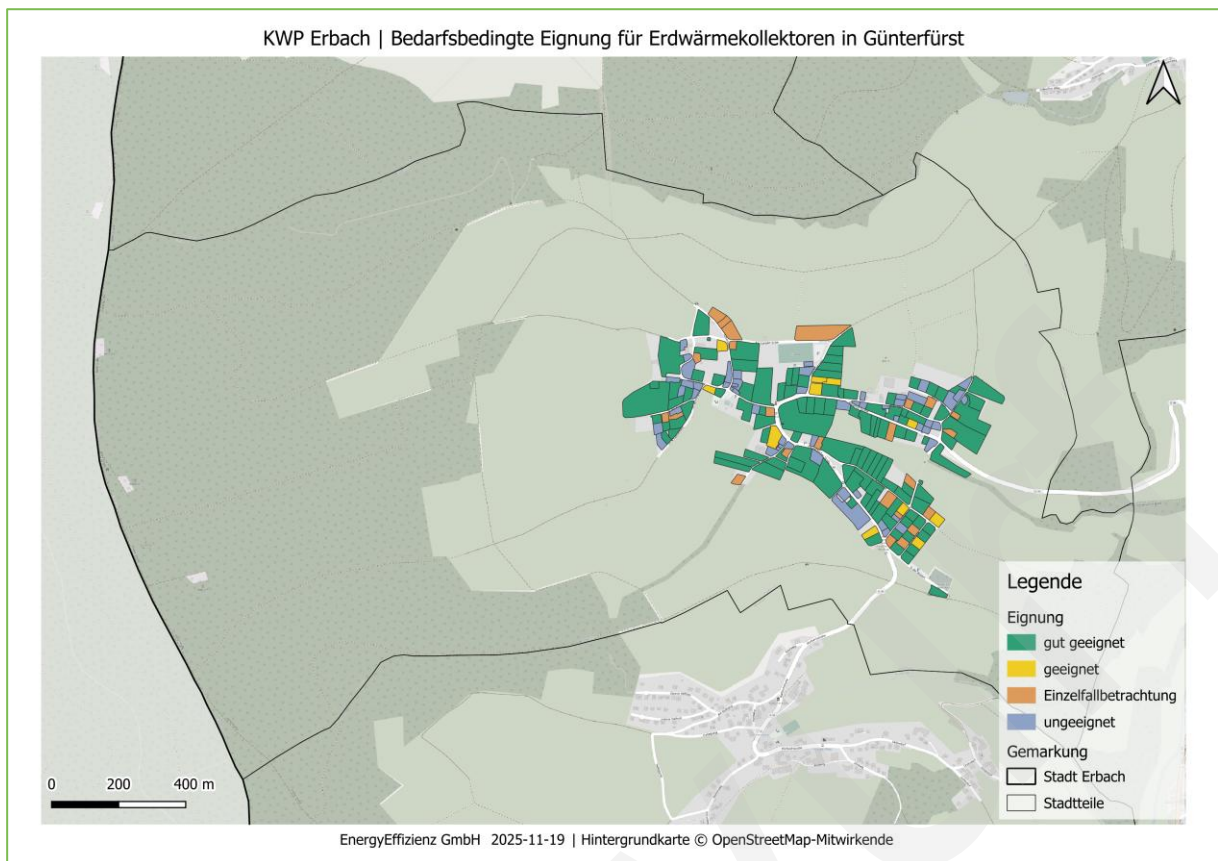 KWP Erbach | Bedarfsbedingte Eignung für Erdwärmekollektoren in Günterfürst
Legende
Eignung
gut geeignet
geeignet
Einzelfallbetrachtung
ungeeignet
Gemarkung
Stadt Erbach
Stadtteile
0 200 400 m
EnergyEffizienz GmbH 2025-11-19 | Hintergrundkarte © OpenStreetMap-Mitwirkende